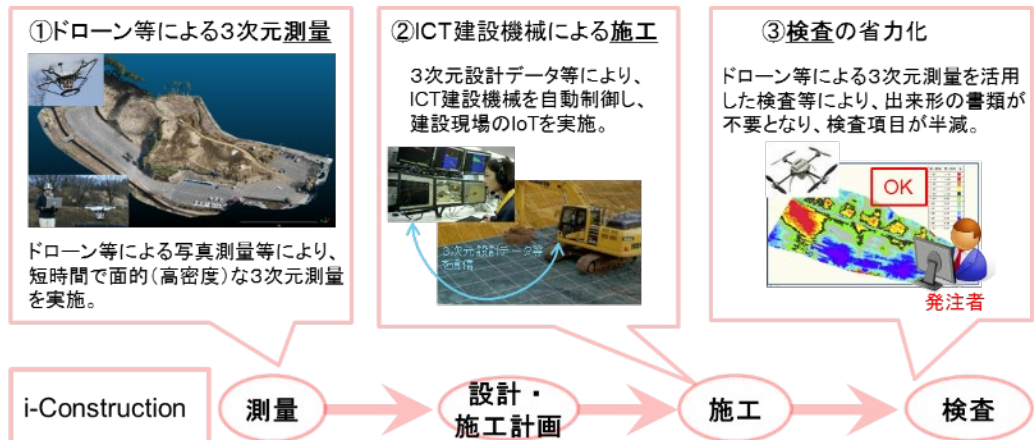 ①ドローン等による3次元測量
ドローン等による写真測量等により、
短時間で面的(高密度)な3次元測量
を実施。
②ICT建設機械による施工
3次元設計データ等により、
ICT建設機械を自動制御し、
建設現場のIoTを実施。
3次元設計データ等
を通信
③検査の省力化
ドローン等による3次元測量を活用
した検査等により、出来形の書類が
不要となり、検査項目が半減。
OK
発注者
i-Construction
測量
設計・
施工計画
施工
検査